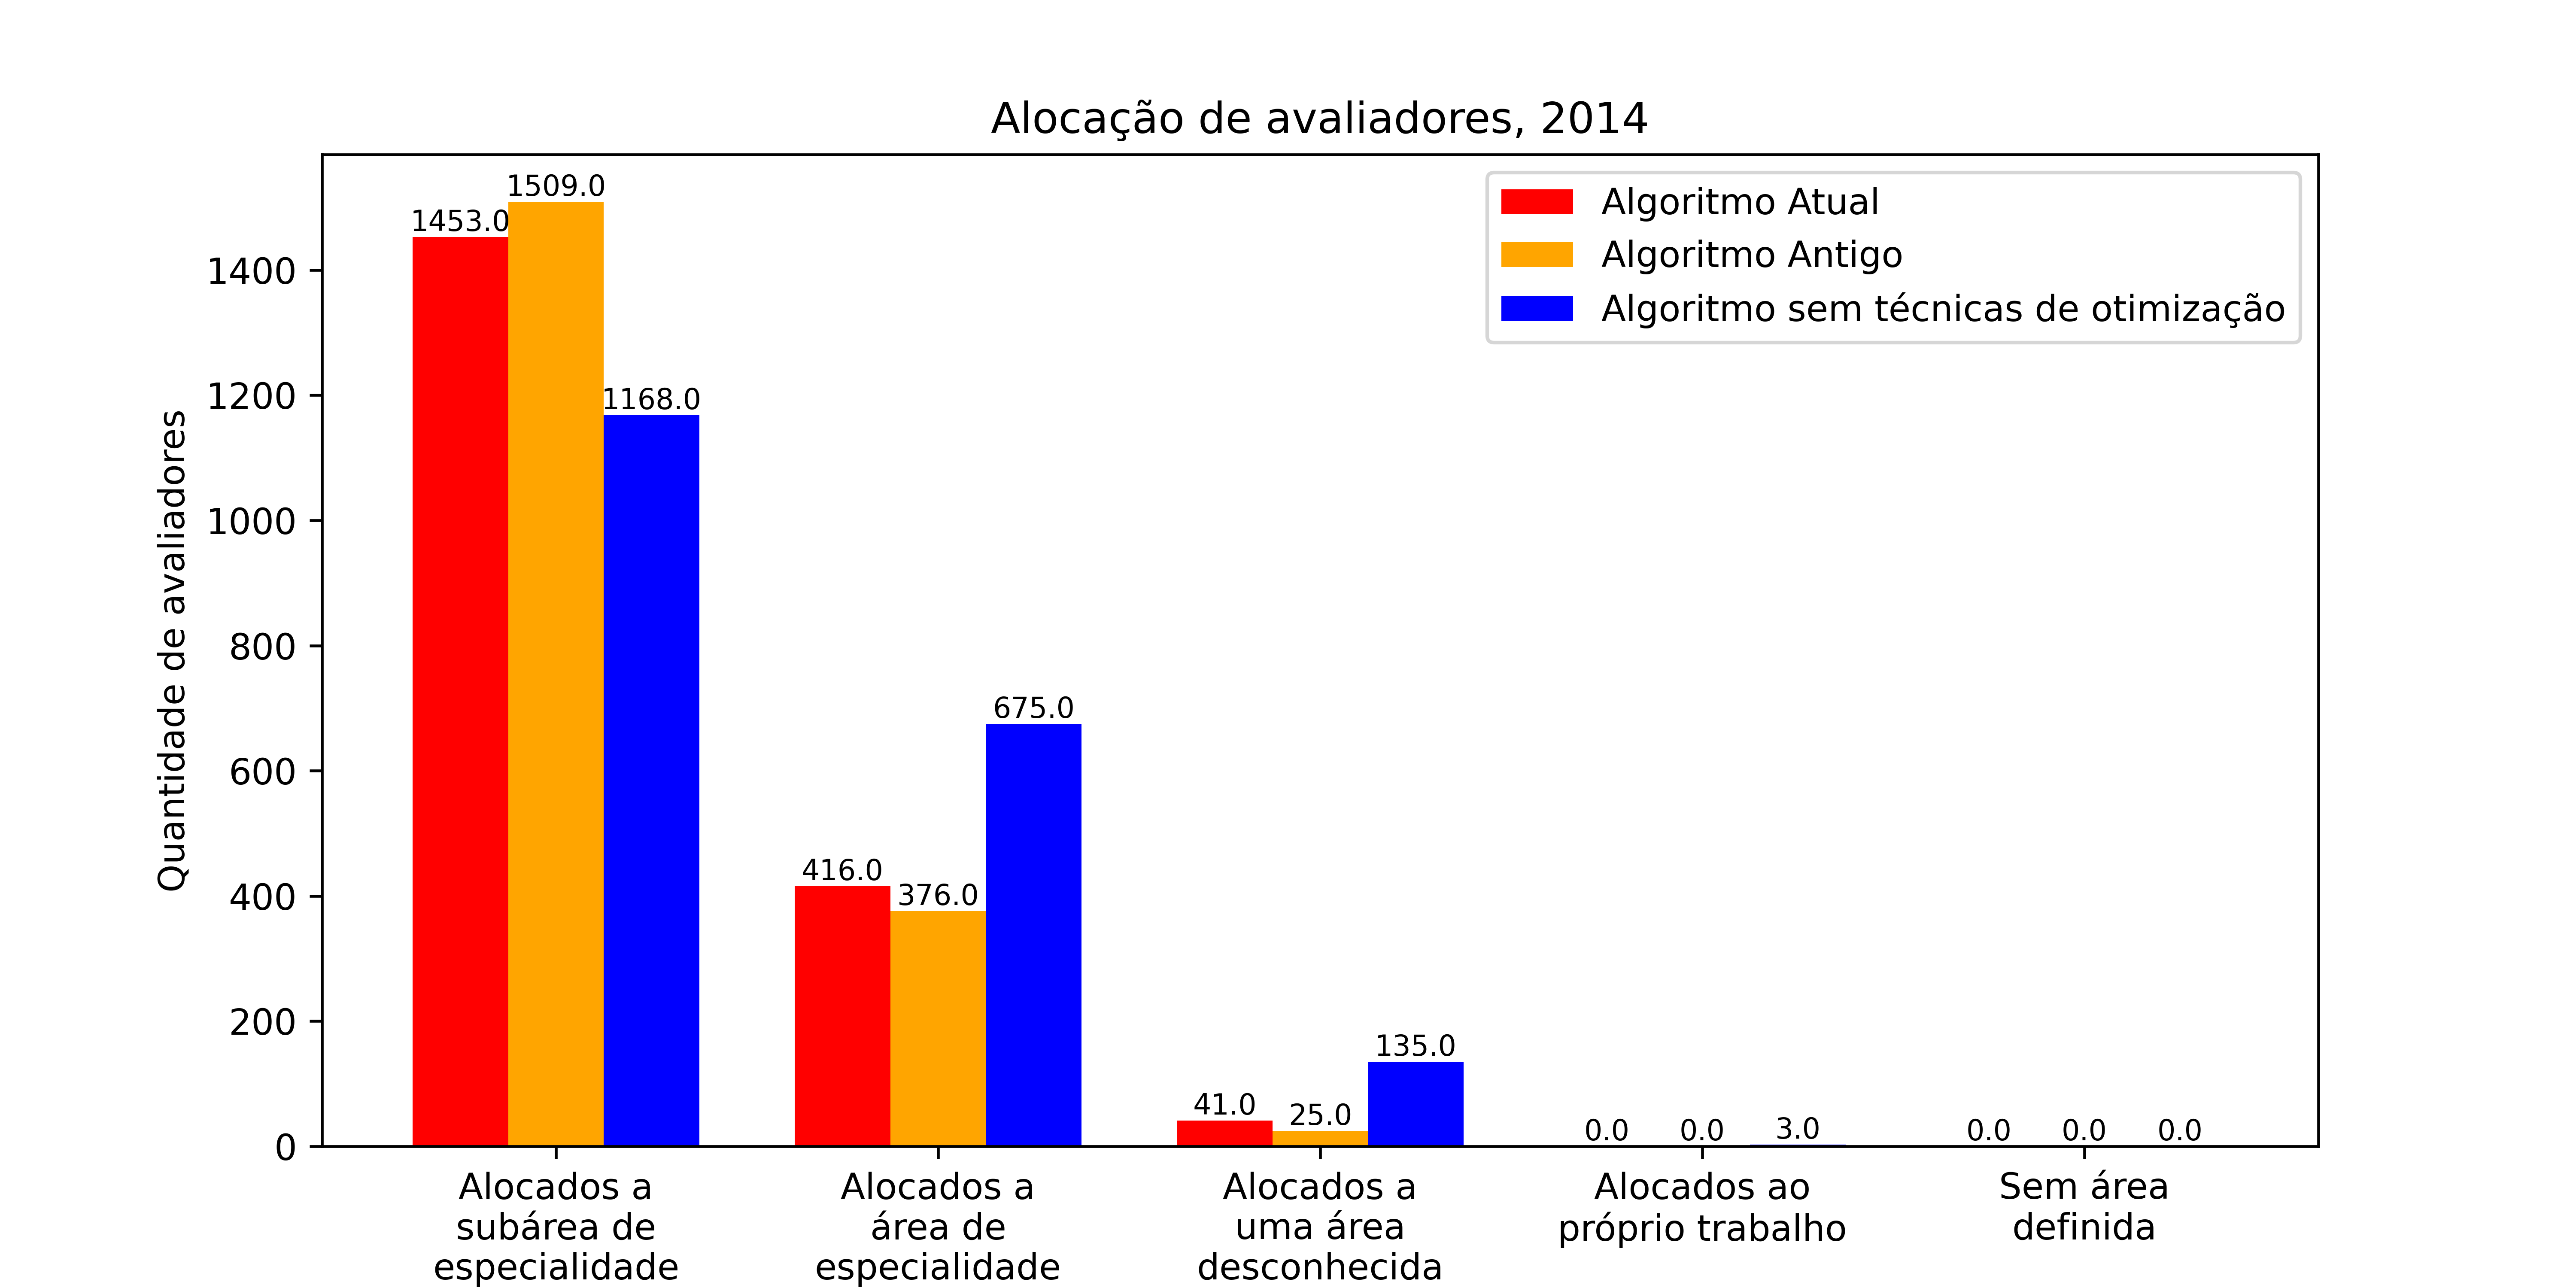 Alocação de avaliadores, 2014
Algoritmo Atual
Algoritmo Antigo
Algoritmo sem técnicas de otimização
Quantidade de avaliadores
1400
1200
1000
800
600
400
200
0
1453.0
1509.0
1168.0
416.0
376.0
675.0
41.0
25.0
135.0
0.0
0.0
3.0
0.0
0.0
0.0
Alocados a
subárea de
especialidade
Alocados a
área de
especialidade
Alocados a
uma área
desconhecida
Alocados ao
próprio trabalho
Sem área
definida